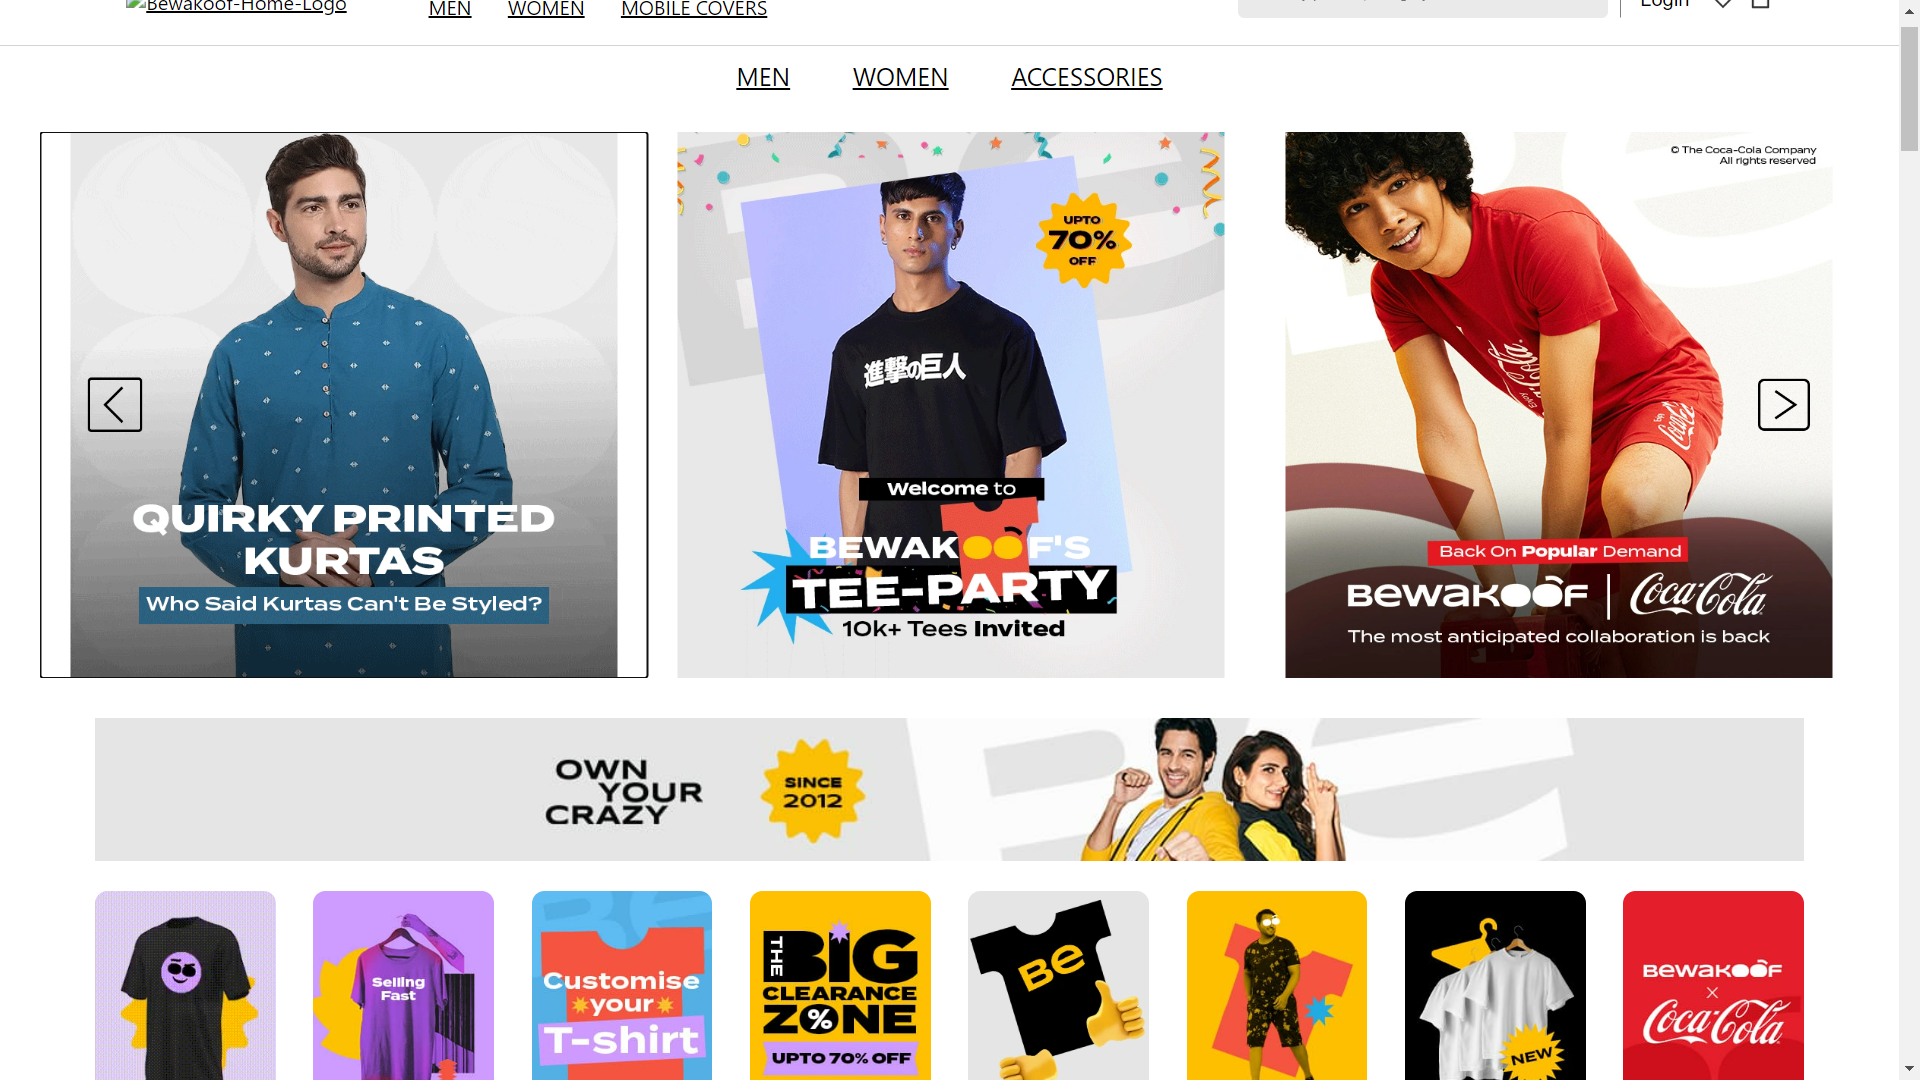 Bewakoof-Home-Logo
MEN WOMEN MOBILE COVERS
Login
MEN WOMEN ACCESSORIES
QUIRKY PRINTED
KURTAS
Who Said Kurtas Can't Be Styled?
UPTO
70%
OFF
進撃の巨人
Welcome to
BEWAKOOF'S
TEE-PARTY
10k+ Tees Invited
© The Coca-Cola Company
All rights reserved
Enjoy
Coca-Cola
Back On Popular Demand
BEWAKOOF | Coca-Cola
The most anticipated collaboration is back
OWN
YOUR
CRAZY
SINCE
2012
Selling
Fast
Customise
your
T-shirt
THE
BIG
CLEARANCE
ZONE
%
UPTO 70% OFF
Be
NEW
BEWAKOOF
×
Coca-Cola